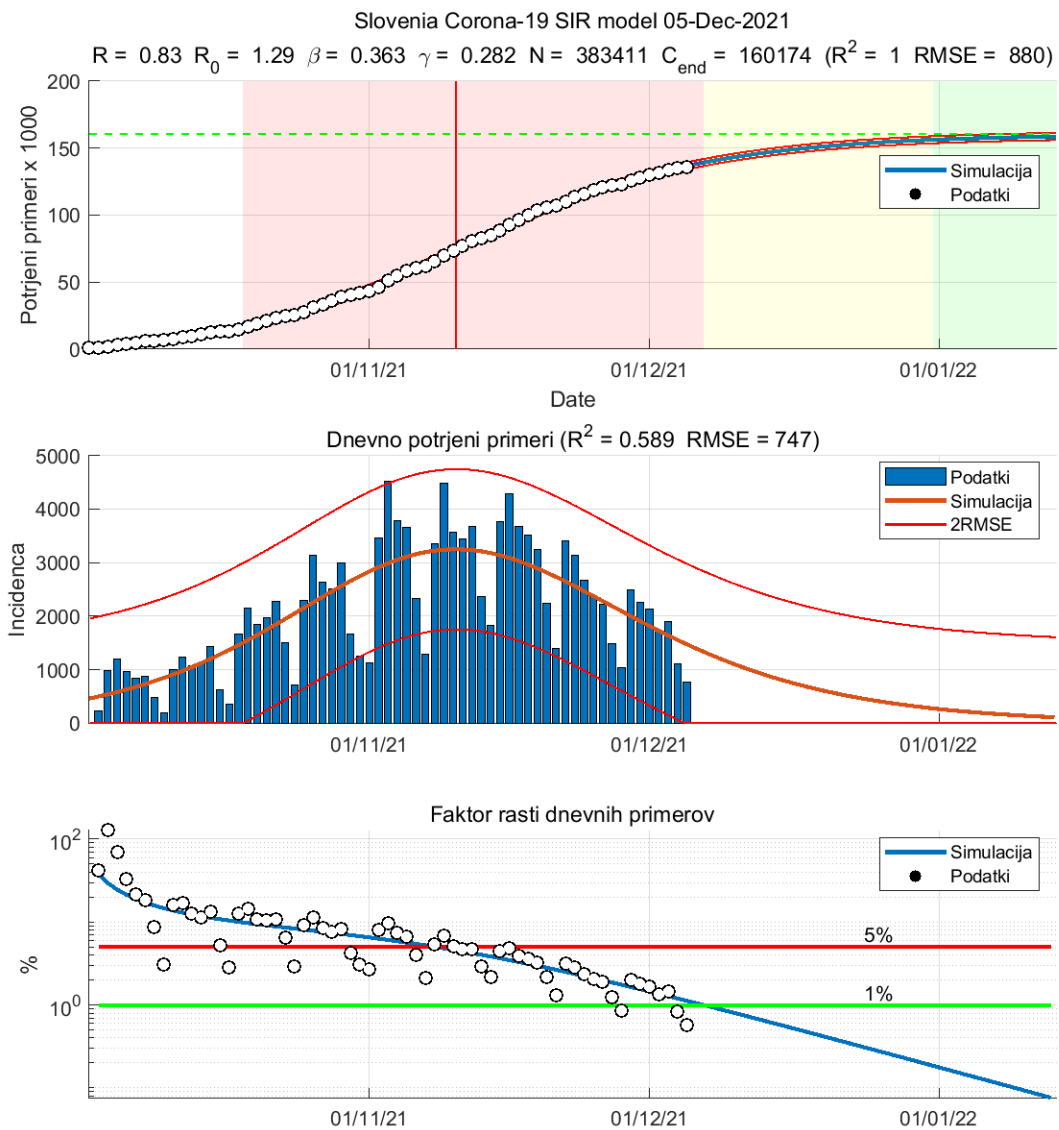 Slovenia Corona-19 SIR model 05-Dec-2021
R = 0.83 R0 = 1.29 β = 0.363 γ = 0.282 N = 383411 Cend = 160174 (R2 = 1 RMSE = 880)
Potrjeni primeri x 1000
200
150
100
50
0
Simulacija
Podatki
01/11/21
01/12/21
01/01/22
Date
Dnevno potrjeni primeri (R2 = 0.589 RMSE = 747)
Incidenca
5000
4000
3000
2000
1000
0
Podatki
Simulacija
2RMSE
01/11/21
01/12/21
01/01/22
Faktor rasti dnevnih primerov
%
10^2
10^0
Simulacija
Podatki
5%
1%
01/11/21
01/12/21
01/01/22